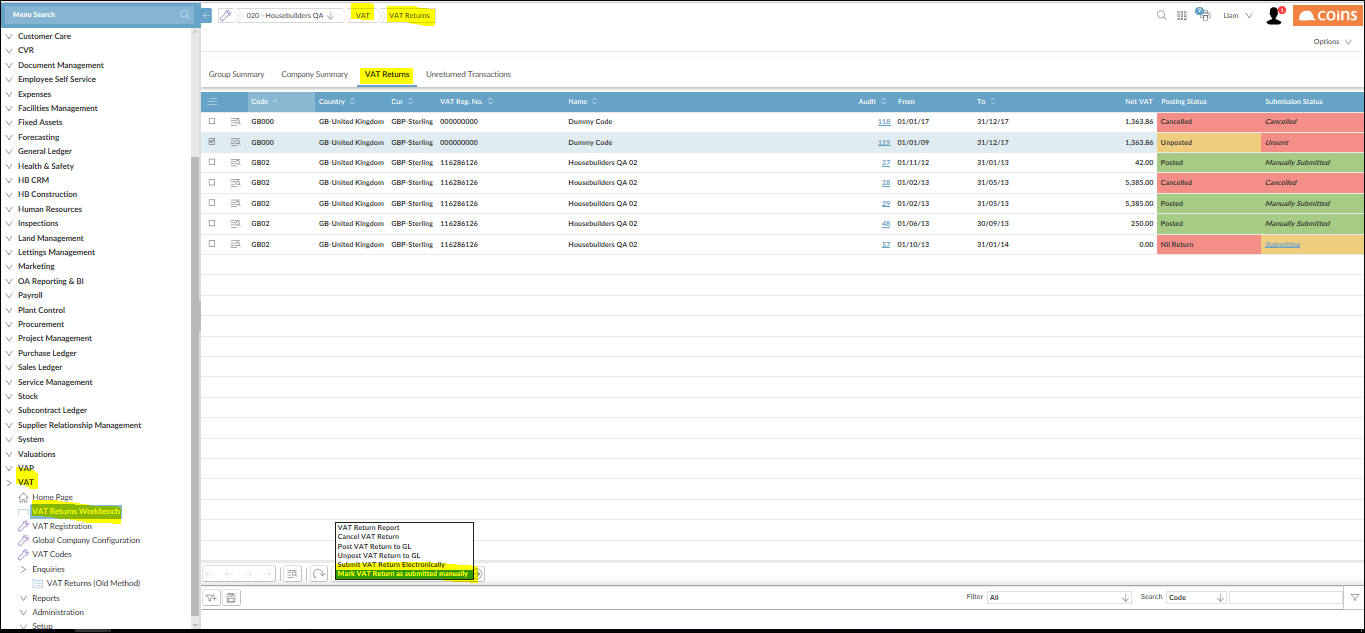 Menu Search
020 - Housebuilders QA
VAT
VAT Returns
?
Liam
1
coins
Options
Customer Care
CVR
Document Management
Employee Self Service
Expenses
Facilities Management
Fixed Assets
Forecasting
General Ledger
Health & Safety
HB CRM
HB Construction
Human Resources
Inspections
Land Management
Lettings Management
Marketing
OA Reporting & BI
Payroll
Plant Control
Procurement
Project Management
Purchase Ledger
Sales Ledger
Service Management
Stock
Subcontract Ledger
Supplier Relationship Management
System
Valuations
VAP
VAT
Home Page
VAT Returns Workbench
VAT Registration
Global Company Configuration
VAT Codes
Enquiries
VAT Returns (Old Method)
Reports
Administration
Setup
Group Summary Company Summary VAT Returns Unreturned Transactions
Code Country Cur VAT Reg. No. Name Audit From To Net VAT Posting Status Submission Status
GB000 GB-United Kingdom GBP-Sterling 000000000 Dummy Code 118 01/01/17 31/12/17 1,363.86 Cancelled Cancelled
GB000 GB-United Kingdom GBP-Sterling 000000000 Dummy Code 119 01/01/09 31/12/17 1,363.86 Unposted Unsent
GB02 GB-United Kingdom GBP-Sterling 116286126 Housebuilders QA 02 27 01/11/12 31/01/13 42.00 Posted Manually Submitted
GB02 GB-United Kingdom GBP-Sterling 116286126 Housebuilders QA 02 28 01/02/13 31/05/13 5,385.00 Cancelled Cancelled
GB02 GB-United Kingdom GBP-Sterling 116286126 Housebuilders QA 02 29 01/02/13 31/05/13 5,385.00 Posted Manually Submitted
GB02 GB-United Kingdom GBP-Sterling 116286126 Housebuilders QA 02 48 01/06/13 30/09/13 250.00 Posted Manually Submitted
GB02 GB-United Kingdom GBP-Sterling 116286126 Housebuilders QA 02 57 01/10/13 31/01/14 0.00 Nil Return Submitting
VAT Return Report
Cancel VAT Return
Post VAT Return to GL
Unpost VAT Return to GL
Submit VAT Return Electronically
Mark VAT Return as submitted manually
Filter All Search Code